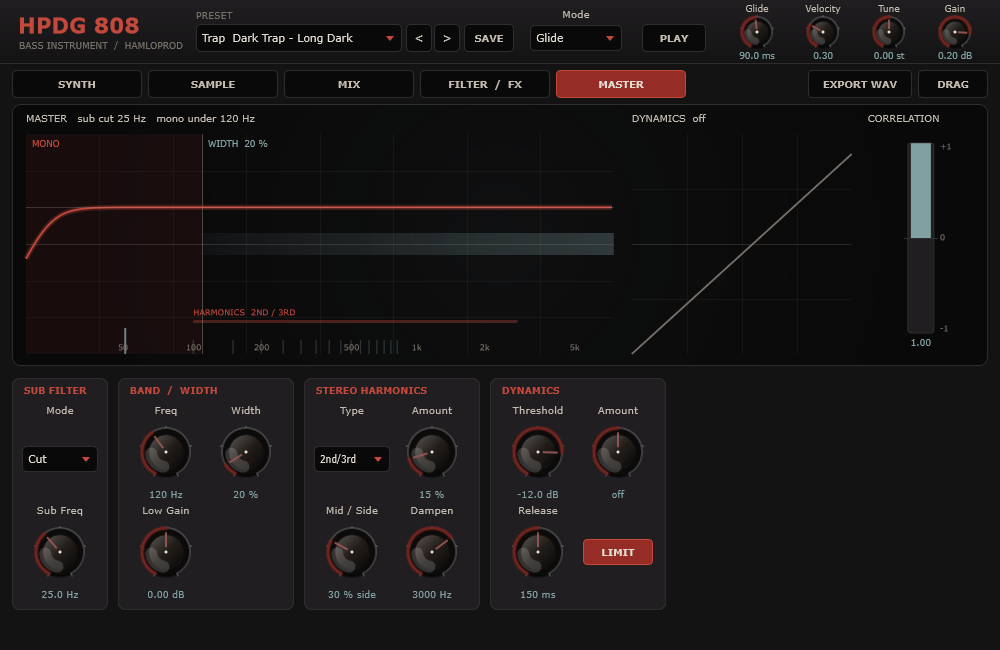 HPDG 808
BASS INSTRUMENT / HAMLOPROD
PRESET
Trap Dark Trap - Long Dark
<
>
SAVE
Mode
Glide
PLAY
Glide
90.0 ms
Velocity
0.30
Tune
0.00 st
Gain
0.20 dB
SYNTH
SAMPLE
MIX
FILTER / FX
MASTER
EXPORT WAV
DRAG
MASTER sub cut 25 Hz mono under 120 Hz
MONO
WIDTH 20 %
HARMONICS 2ND / 3RD
50 100 200 500 1k 2k 5k
DYNAMICS off
CORRELATION
+1
0
-1
1.00
SUB FILTER
Mode
Cut
Sub Freq
25.0 Hz
BAND / WIDTH
Freq
120 Hz
Width
20 %
Low Gain
0.00 dB
STEREO HARMONICS
Type
2nd/3rd
Amount
15 %
Mid / Side
30 % side
Dampen
3000 Hz
DYNAMICS
Threshold
-12.0 dB
Amount
off
Release
150 ms
LIMIT